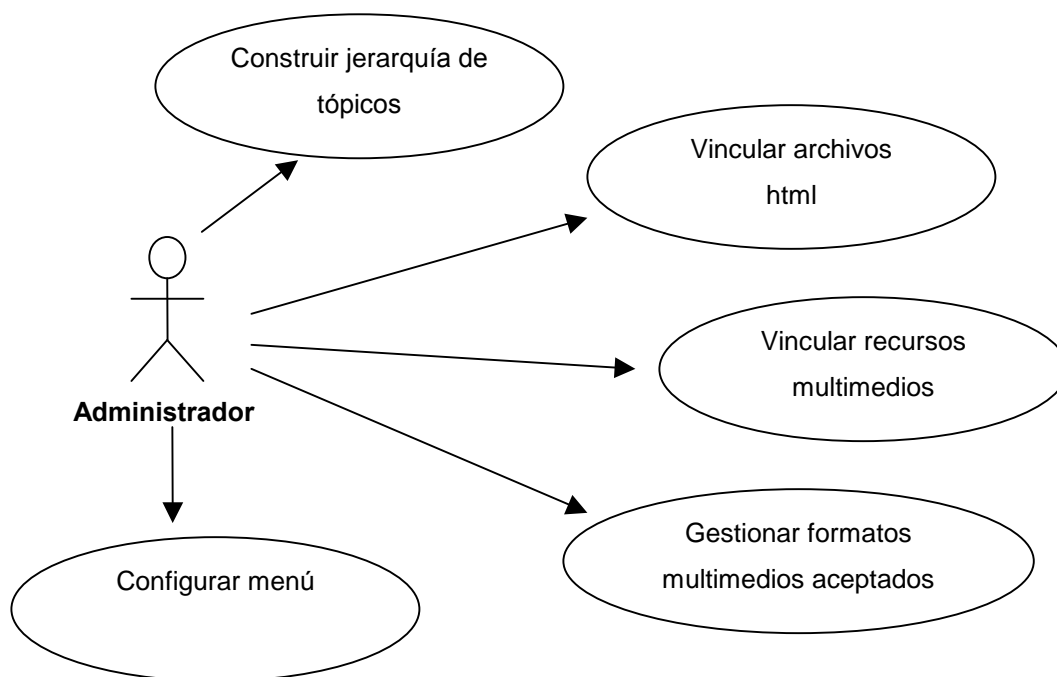 Construir jerarquía de
tópicos
Vincular archivos
html
Vincular recursos
multimedios
Administrador
Gestionar formatos
multimedios aceptados
Configurar menú